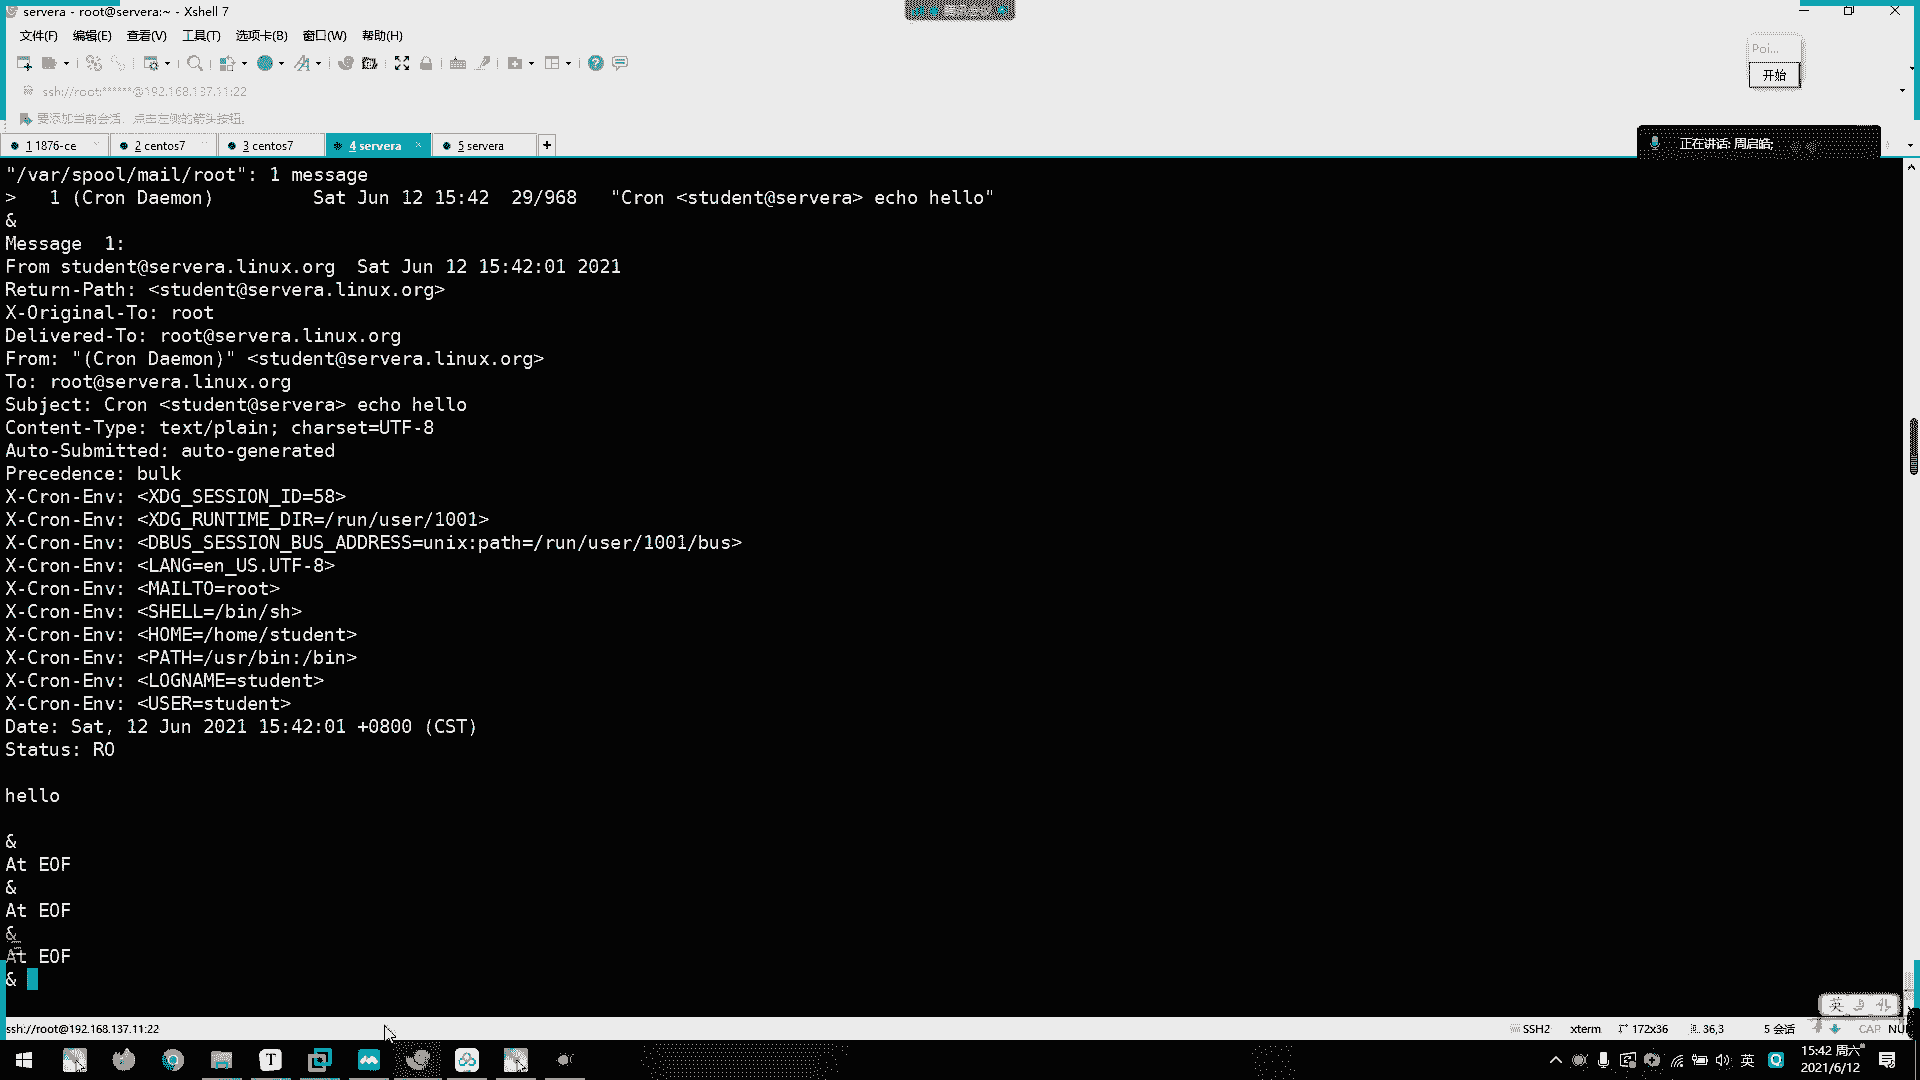 servera - root@servera:~ - Xshell 7
文件(F) 编辑(E) 查看(V) 工具(T) 选项卡(B) 窗口(W) 帮助(H)
Poi...
开始
ssh://root:******@192.168.137.11:22
要添加当前会话, 点击左侧的箭头按钮。
1 1876-ce 2 centos7 3 centos7 4 servera × 5 servera +
正在讲话: 周启皓;
"/var/spool/mail/root": 1 message
> 1 (Cron Daemon) Sat Jun 12 15:42 29/968 "Cron <student@servera> echo hello"
&
Message 1:
From student@servera.linux.org Sat Jun 12 15:42:01 2021
Return-Path: <student@servera.linux.org>
X-Original-To: root
Delivered-To: root@servera.linux.org
From: "(Cron Daemon)" <student@servera.linux.org>
To: root@servera.linux.org
Subject: Cron <student@servera> echo hello
Content-Type: text/plain; charset=UTF-8
Auto-Submitted: auto-generated
Precedence: bulk
X-Cron-Env: <XDG_SESSION_ID=58>
X-Cron-Env: <XDG_RUNTIME_DIR=/run/user/1001>
X-Cron-Env: <DBUS_SESSION_BUS_ADDRESS=unix:path=/run/user/1001/bus>
X-Cron-Env: <LANG=en_US.UTF-8>
X-Cron-Env: <MAILTO=root>
X-Cron-Env: <SHELL=/bin/sh>
X-Cron-Env: <HOME=/home/student>
X-Cron-Env: <PATH=/usr/bin:/bin>
X-Cron-Env: <LOGNAME=student>
X-Cron-Env: <USER=student>
Date: Sat, 12 Jun 2021 15:42:01 +0800 (CST)
Status: RO
hello
&
At EOF
&
At EOF
&
At EOF
&
英
ssh://root@192.168.137.11:22 SSH2 xterm 172x36 36,3 5 会话 CAP NU
T 英 15:42 周六
2021/6/12